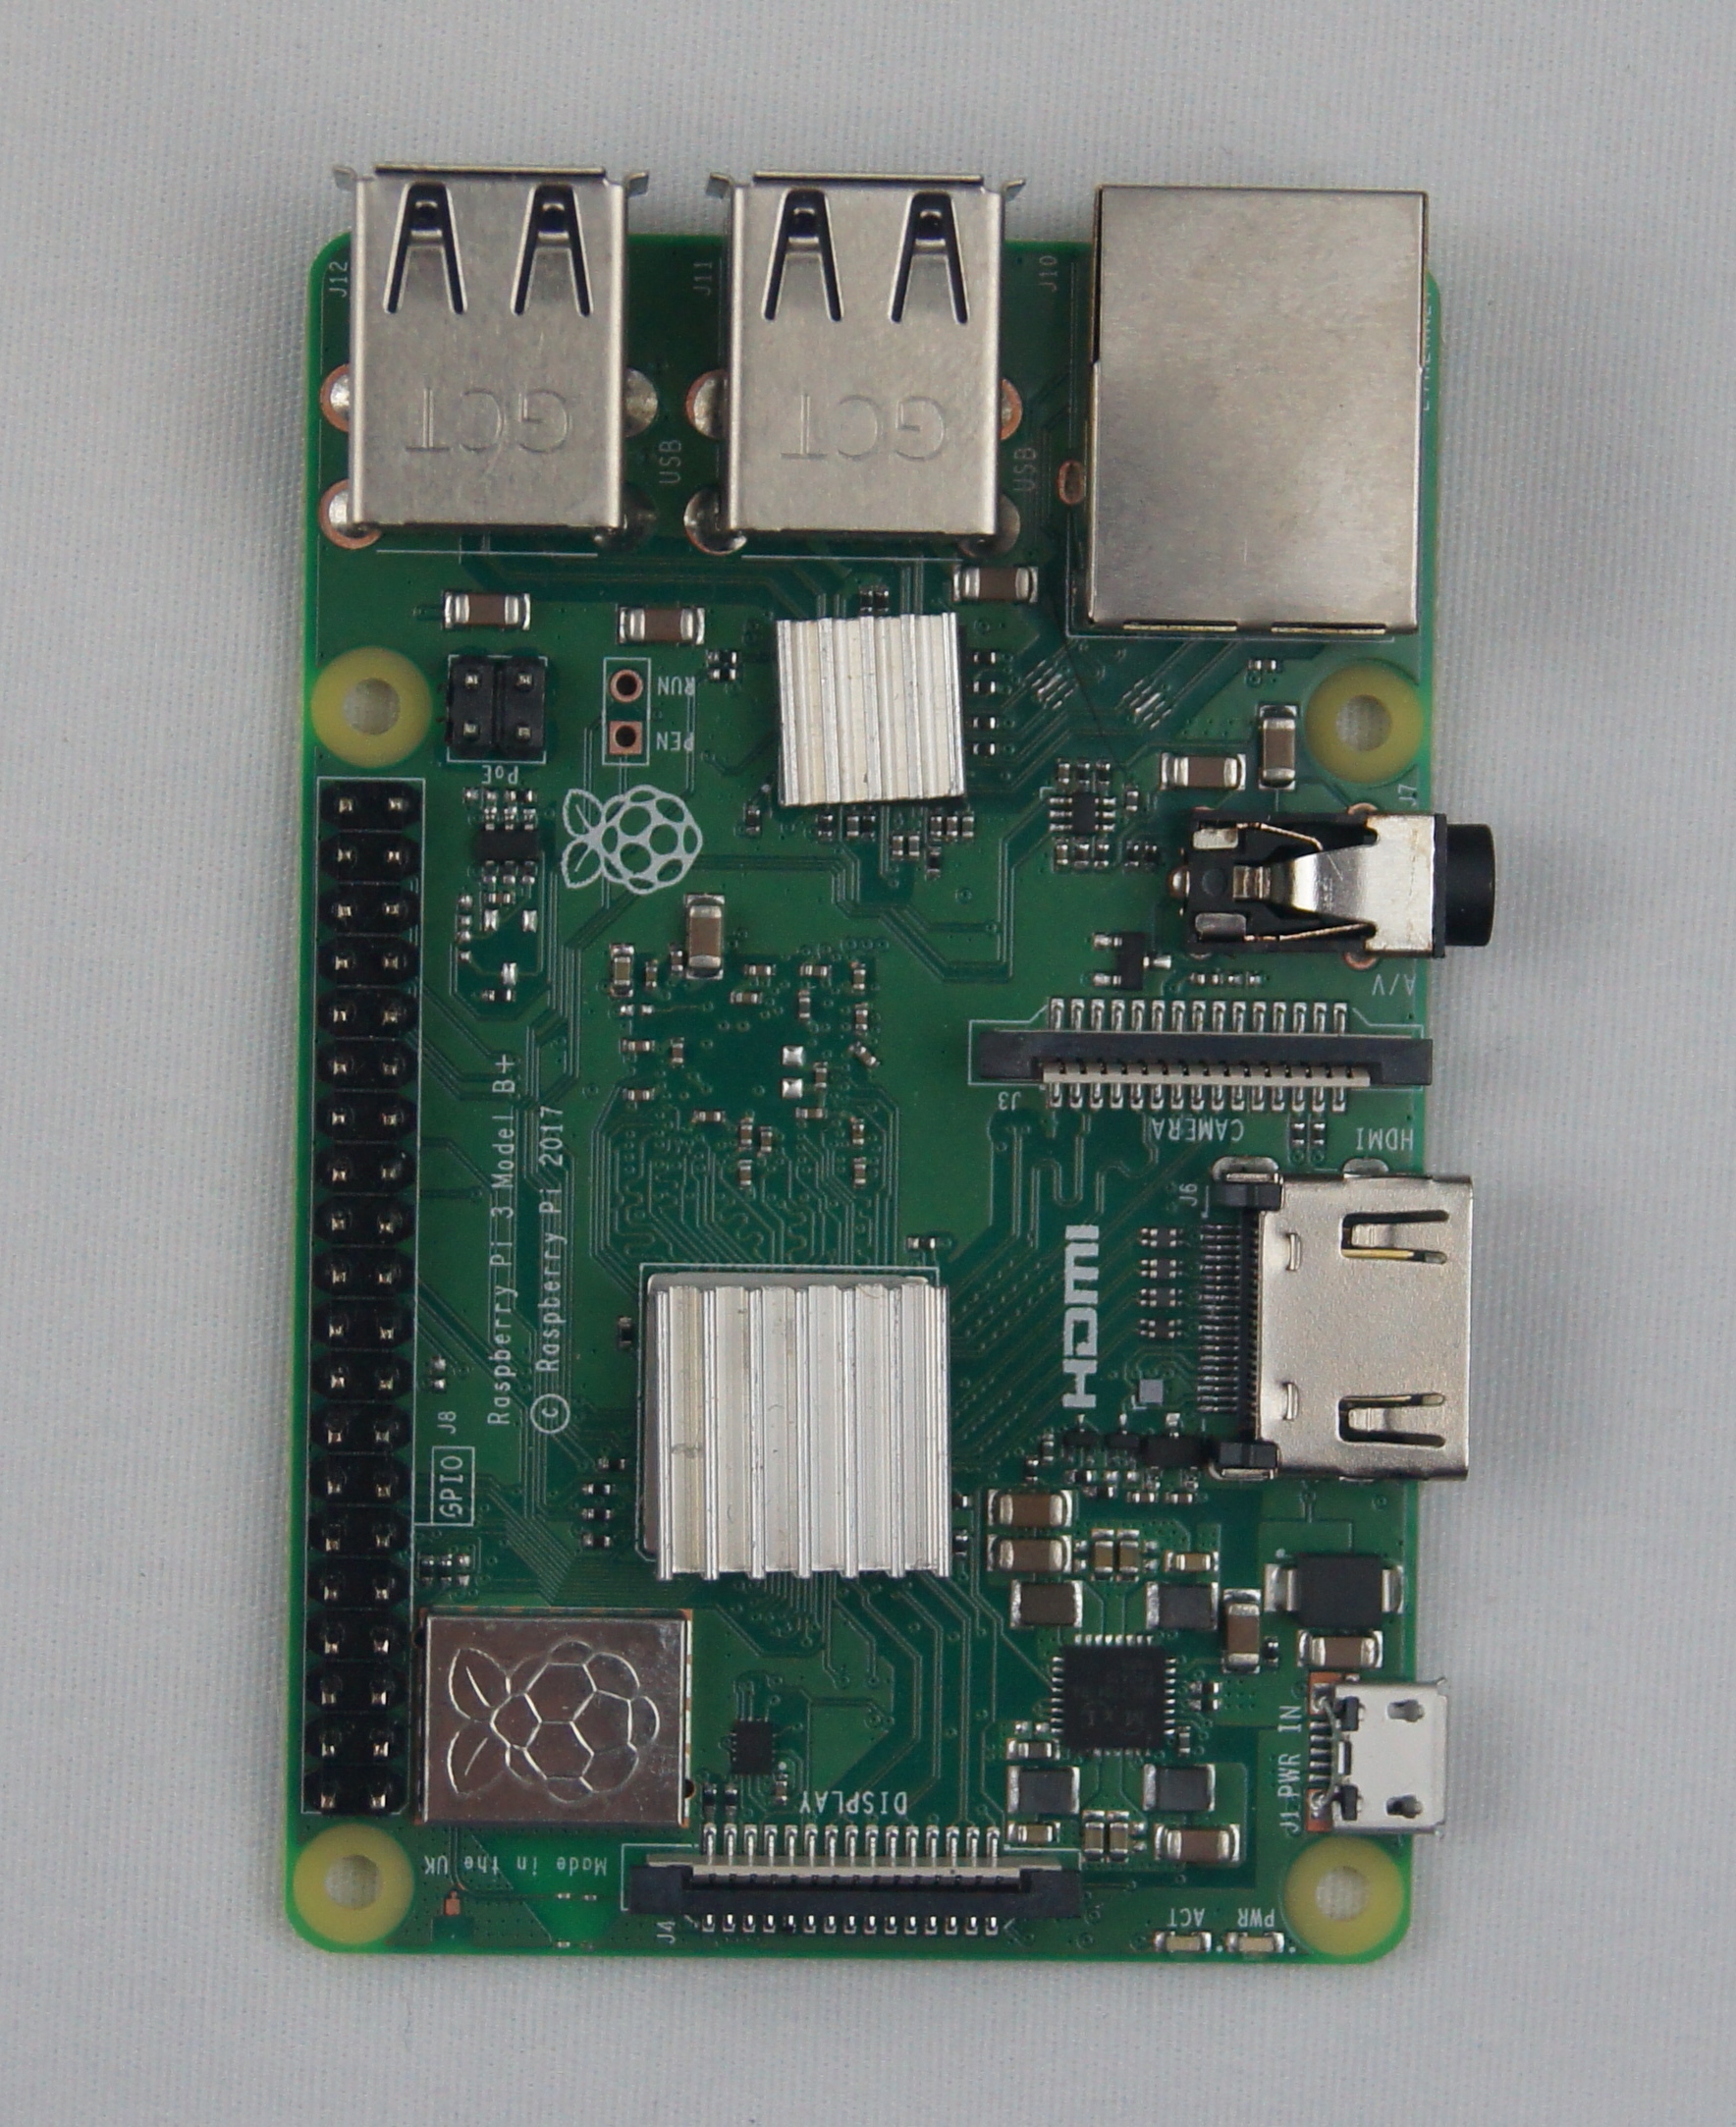 J12
J11
J10
GCT
GCT
USB
USB
RUN
PEN
PoE
J7
A/V
J3
CAMERA
HDMI
J6
Raspberry Pi 3 Model B+
© Raspberry Pi 2017
HDMI
J8
GPIO
PWR IN
J1
DISPLAY
Made in the UK
J4
ACT
PWR